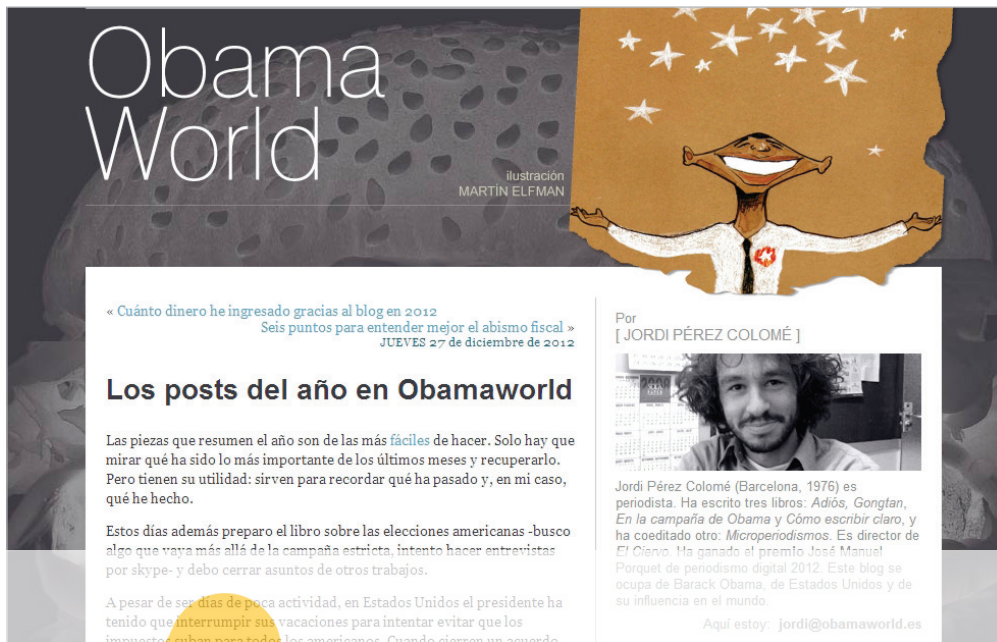 Obama
World
ilustración
MARTÍN ELFMAN
« Cuánto dinero he ingresado gracias al blog en 2012
Seis puntos para entender mejor el abismo fiscal »
JUEVES 27 de diciembre de 2012
Los posts del año en Obamaworld
Las piezas que resumen el año son de las más fáciles de hacer. Solo hay que
mirar qué ha sido lo más importante de los últimos meses y recuperarlo.
Pero tienen su utilidad: sirven para recordar qué ha pasado y, en mi caso,
qué he hecho.
Estos días además preparo el libro sobre las elecciones americanas -busco
algo que vaya más allá de la campaña estricta, intento hacer entrevistas
por skype- y debo cerrar asuntos de otros trabajos.
A pesar de ser días de poca actividad, en Estados Unidos el presidente ha
tenido que interrumpir sus vacaciones para intentar evitar que los
impuestos suban para todos los americanos. Cuando cierren un acuerdo
Por
[ JORDI PÉREZ COLOMÉ ]
Jordi Pérez Colomé (Barcelona, 1976) es
periodista. Ha escrito tres libros: Adiós, Gongtan,
En la campaña de Obama y Cómo escribir claro, y
ha coeditado otro: Microperiodismos. Es director de
El Ciervo. Ha ganado el premio José Manuel
Porquet de periodismo digital 2012. Este blog se
ocupa de Barack Obama, de Estados Unidos y de
su influencia en el mundo.
Aquí estoy: jordi@obamaworld.es